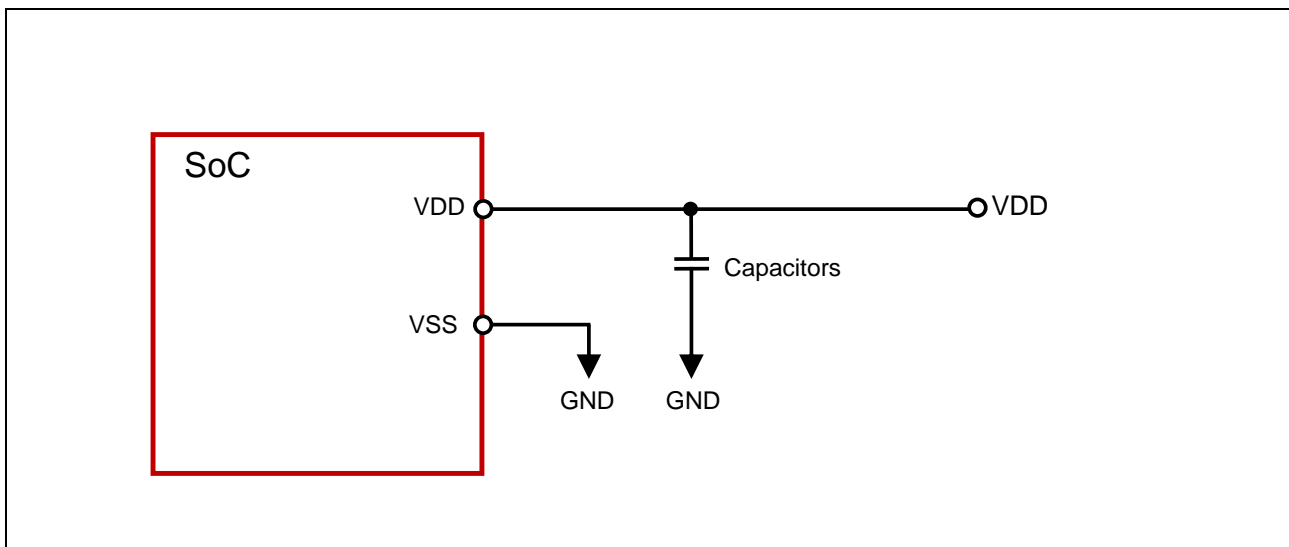 SoC
VDD
VDD
Capacitors
VSS
GND
GND